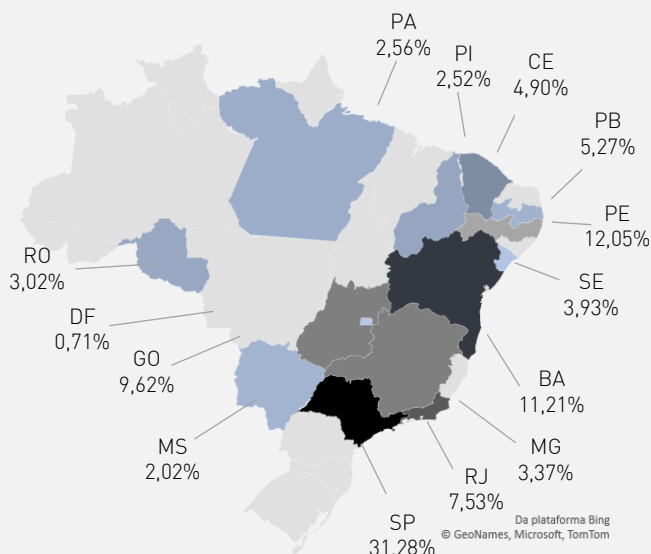 PA
2,56%
PI
2,52%
CE
4,90%
PB
5,27%
PE
12,05%
RO
3,02%
SE
3,93%
DF
0,71%
GO
9,62%
BA
11,21%
MS
2,02%
MG
3,37%
RJ
7,53%
SP
31,28%
Da plataforma Bing
© GeoNames, Microsoft, TomTom